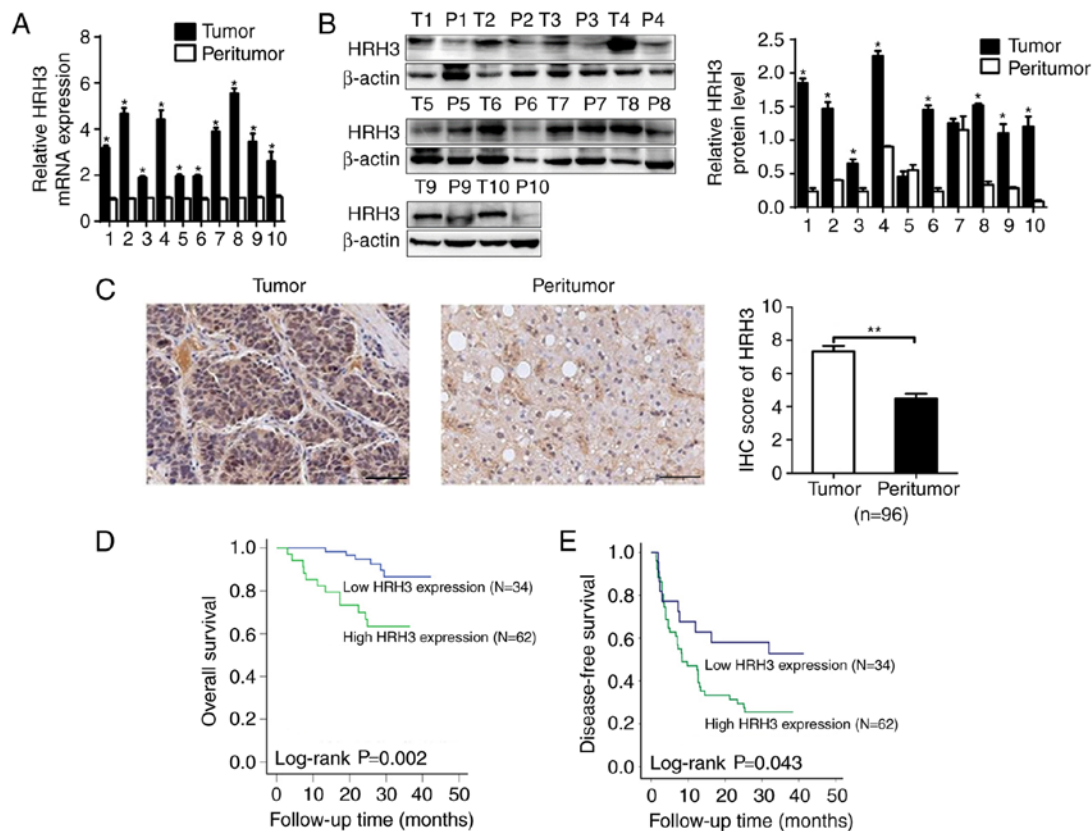 A
Relative HRH3
mRNA expression
Tumor
Peritumor
8
6
4
2
0
1 2 3 4 5 6 7 8 9 10
* * * * * * * * * *
B
T1 P1 T2 P2 T3 P3 T4 P4
HRH3
β-actin
T5 P5 T6 P6 T7 P7 T8 P8
HRH3
β-actin
T9 P9 T10 P10
HRH3
β-actin
Relative HRH3
protein level
Tumor
Peritumor
2.5
2.0
1.5
1.0
0.5
0.0
1 2 3 4 5 6 7 8 9 10
* * * * * * * *
C
Tumor
Peritumor
IHC score of HRH3
8
6
4
2
0
**
Tumor Peritumor
(n=96)
D
Overall survival
1.0
0.8
0.6
0.4
0.2
0.0
Low HRH3 expression (N=34)
High HRH3 expression (N=62)
Log-rank P=0.002
0 10 20 30 40 50
Follow-up time (months)
E
Disease-free survival
1.0
0.8
0.6
0.4
0.2
0.0
Low HRH3 expression (N=34)
High HRH3 expression (N=62)
Log-rank P=0.043
0 10 20 30 40 50
Follow-up time (months)